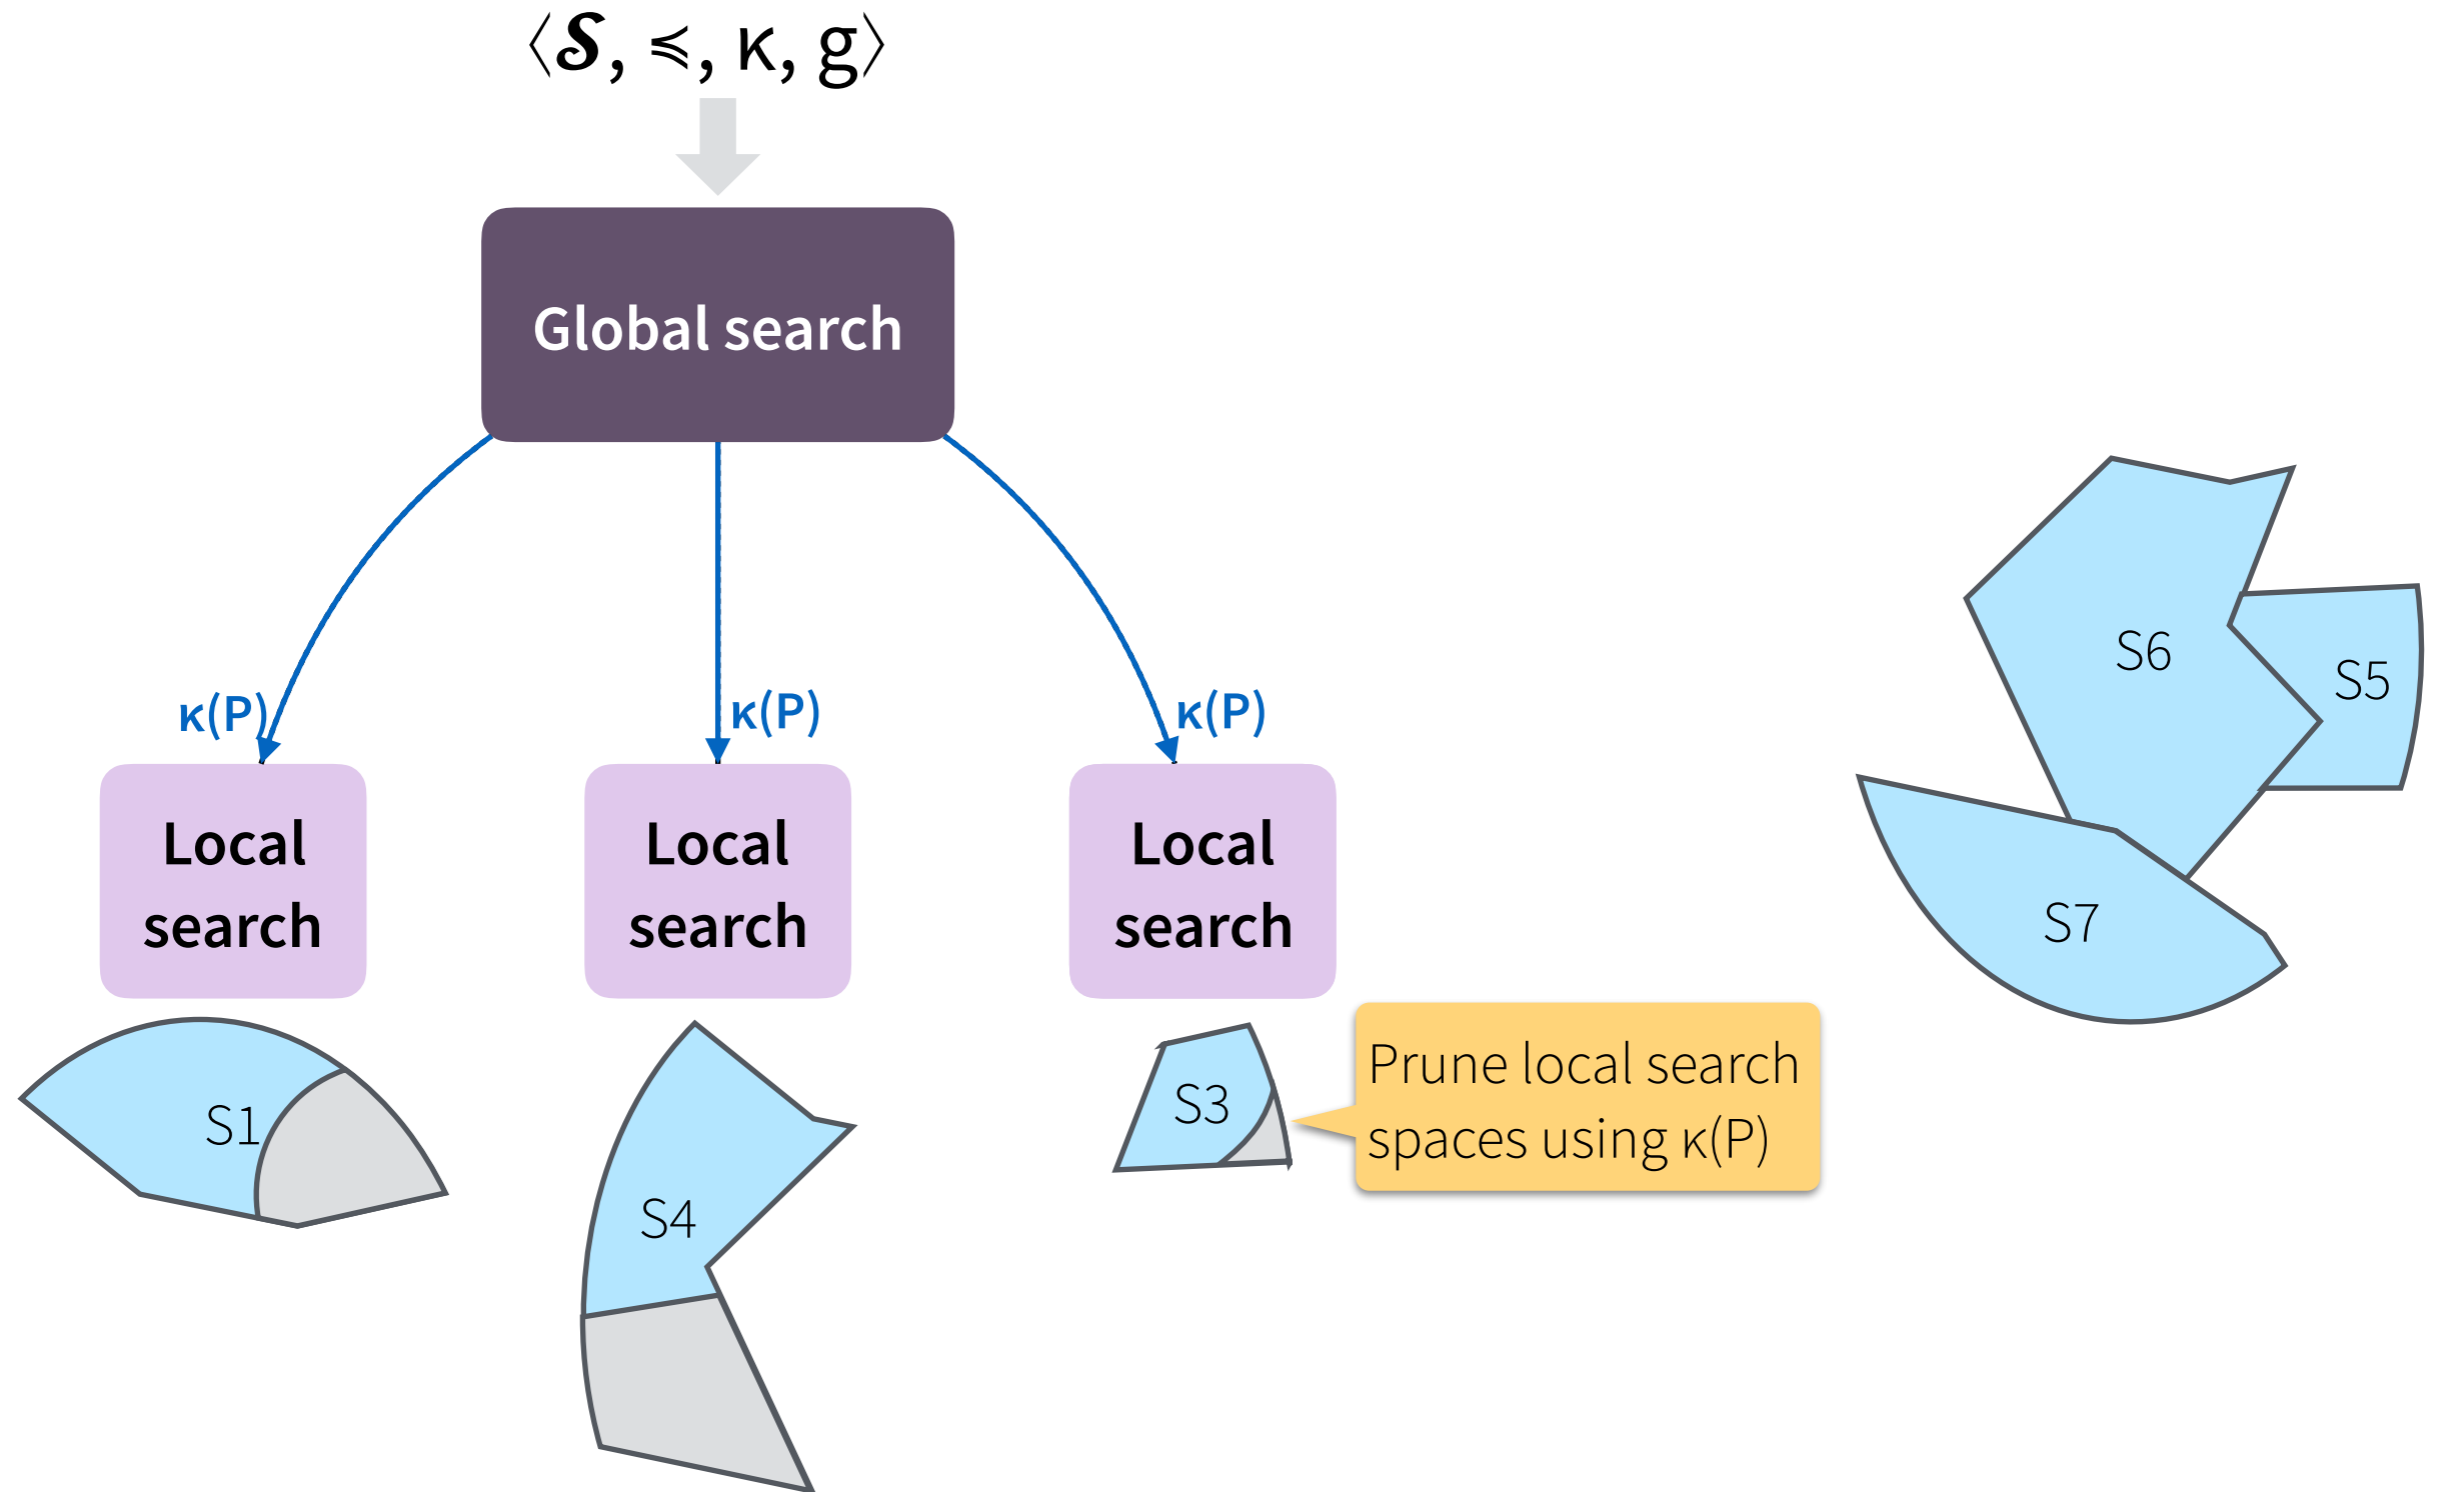 ⟨𝓢, ≼, κ, g⟩
Global search
κ(P)
κ(P)
κ(P)
Local
search
Local
search
Local
search
S1
S4
S3
Prune local search
spaces using κ(P)
S6
S5
S7